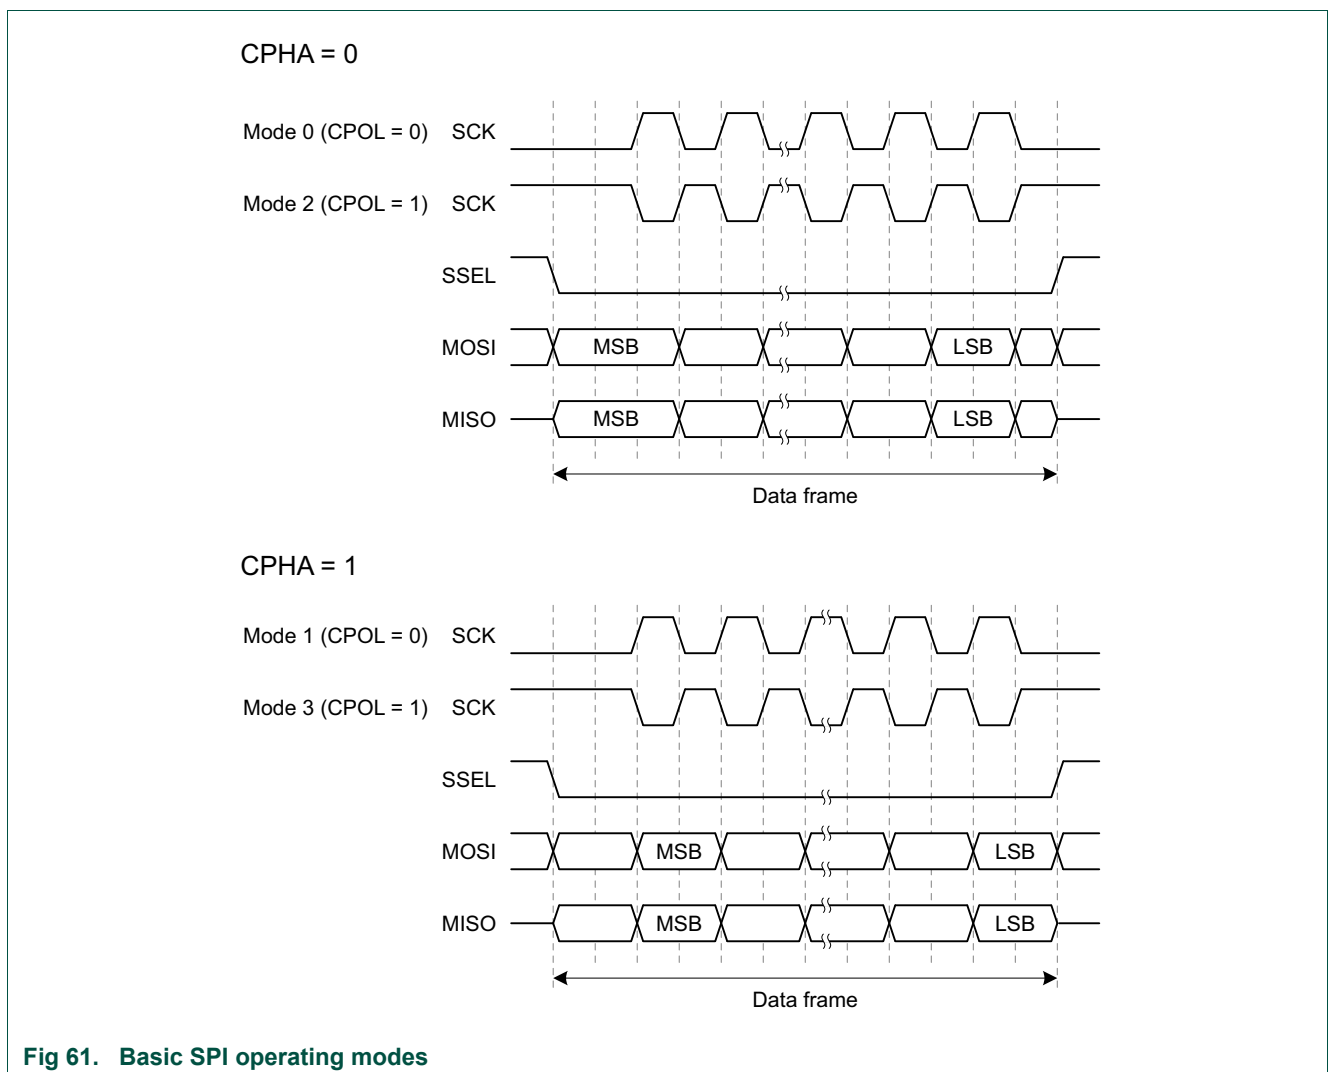 CPHA = 0
Mode 0 (CPOL = 0) SCK
Mode 2 (CPOL = 1) SCK
SSEL
MOSI MSB LSB
MISO MSB LSB
Data frame
CPHA = 1
Mode 1 (CPOL = 0) SCK
Mode 3 (CPOL = 1) SCK
SSEL
MOSI MSB LSB
MISO MSB LSB
Data frame
Fig 61. Basic SPI operating modes